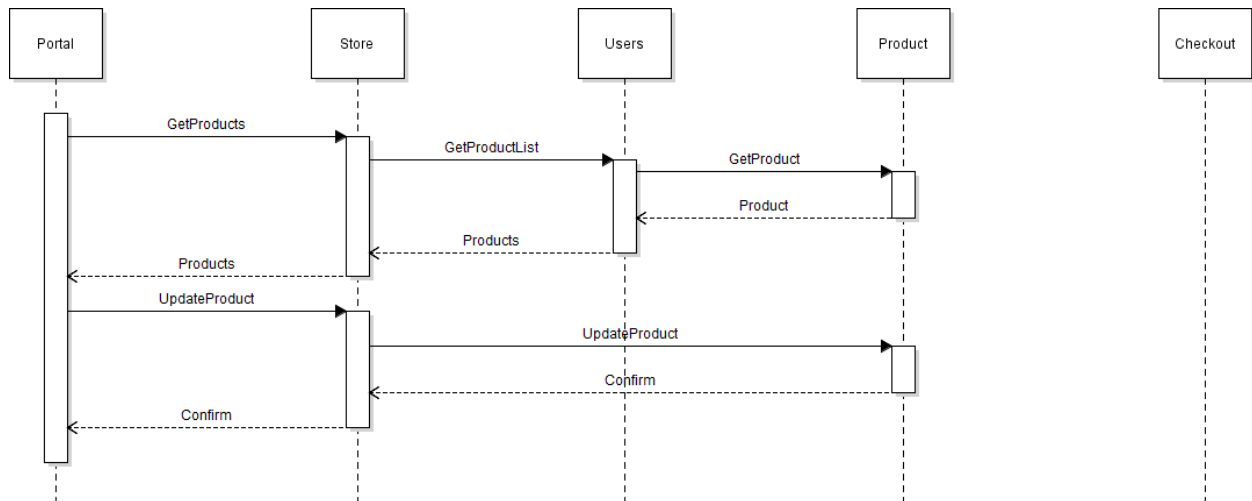 Portal
Store
Users
Product
Checkout
GetProducts
GetProductList
GetProduct
Product
Products
Products
UpdateProduct
UpdateProduct
Confirm
Confirm